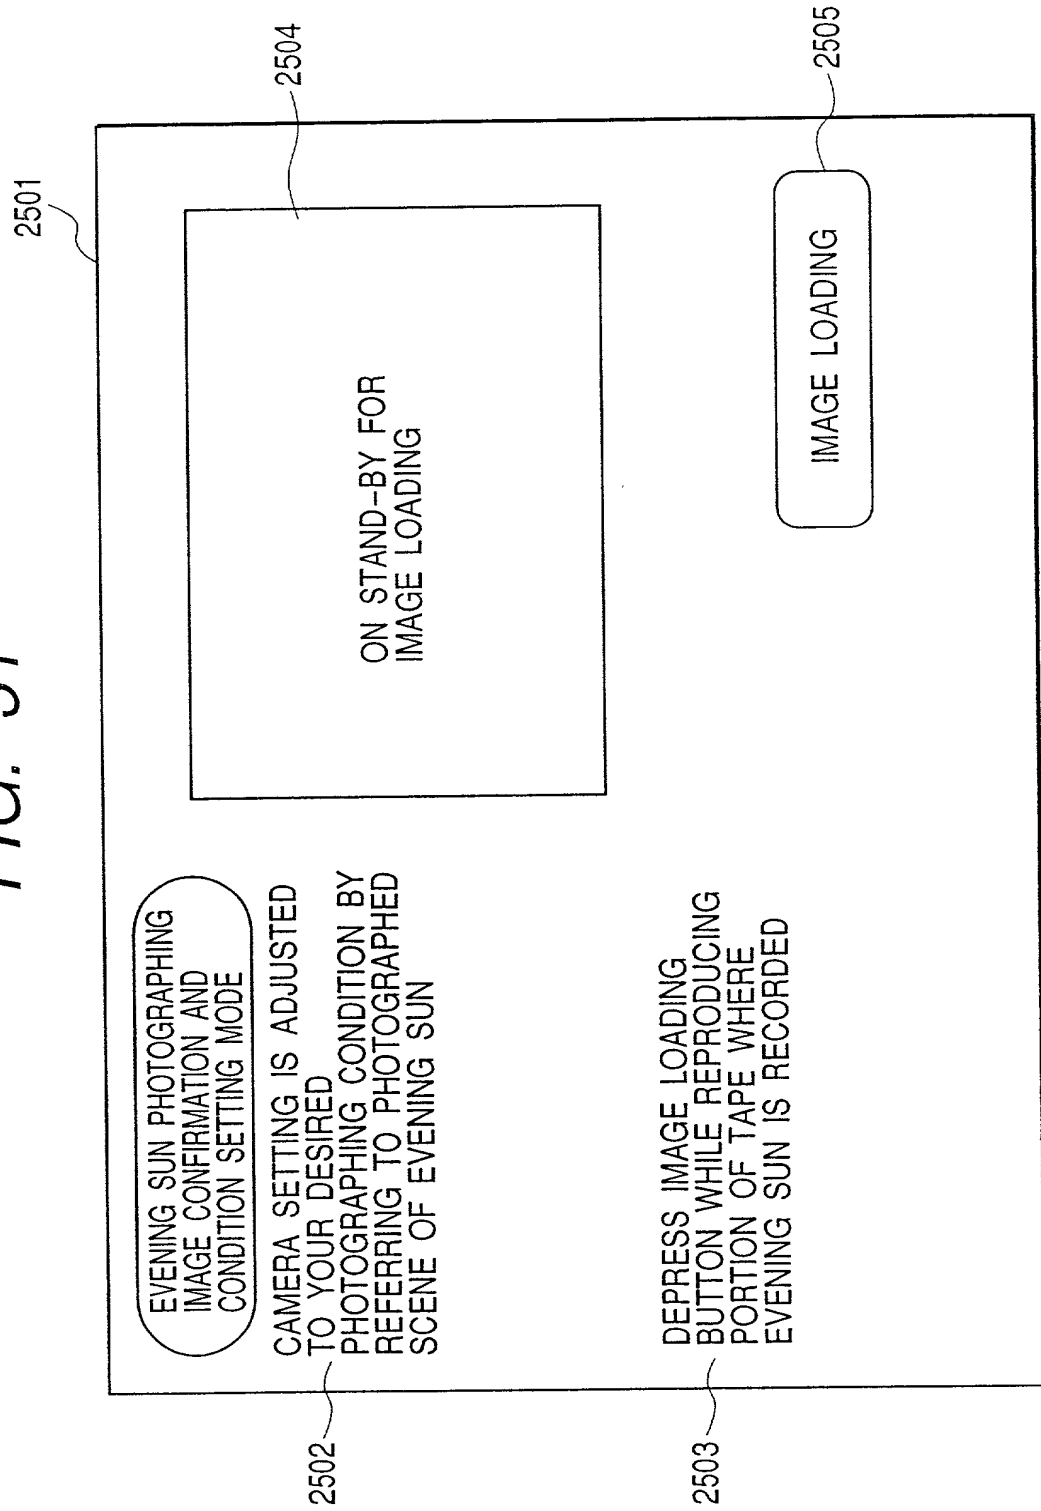 FIG.
2501
EVENING SUN PHOTOGRAPHING
IMAGE CONFIRMATION AND
CONDITION SETTING MODE
2502
CAMERA SETTING IS ADJUSTED
TO YOUR DESIRED
PHOTOGRAPHING CONDITION BY
REFERRING TO PHOTOGRAPHED
SCENE OF EVENING SUN
2504
ON STAND-BY FOR
IMAGE LOADING
2503
DEPRESS IMAGE LOADING
BUTTON WHILE REPRODUCING
PORTION OF TAPE WHERE
EVENING SUN IS RECORDED
IMAGE LOADING
2505